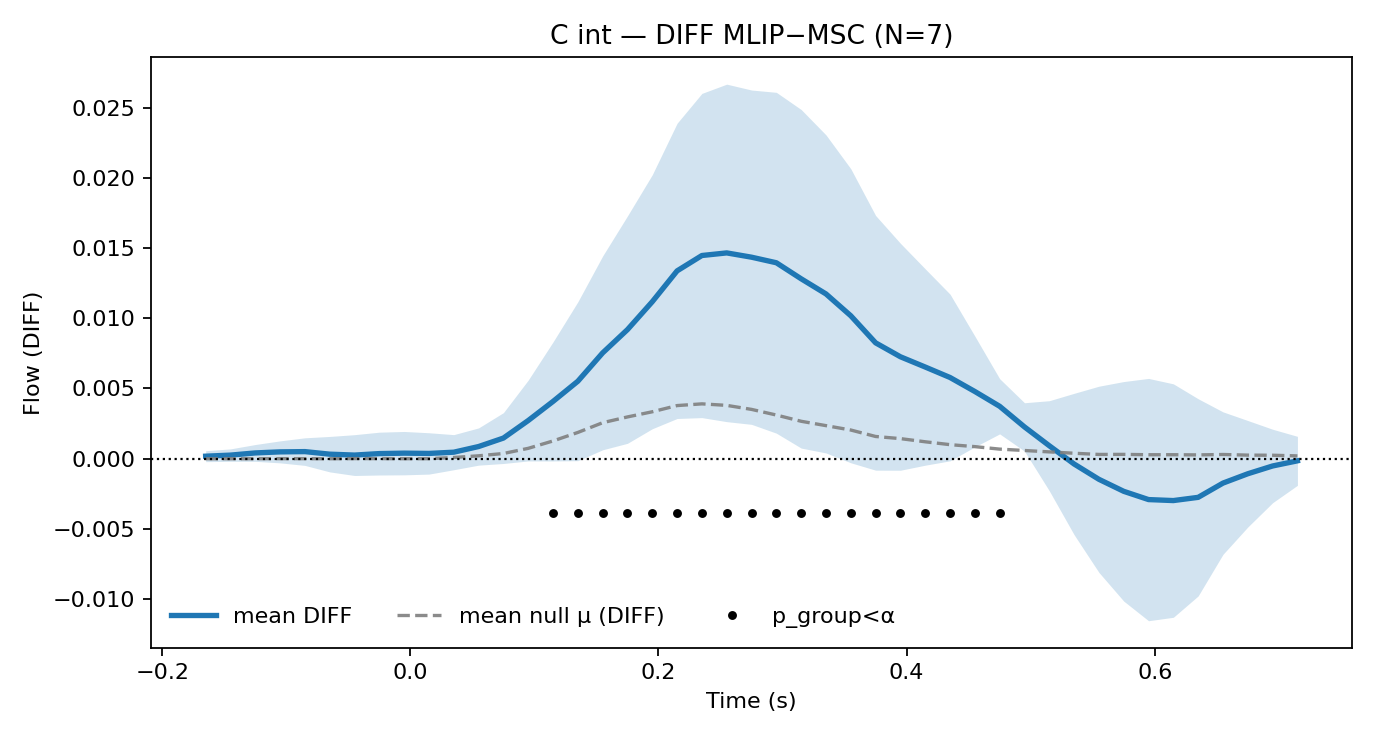 C int — DIFF MLIP−MSC (N=7)
Flow (DIFF)
0.025
0.020
0.015
0.010
0.005
0.000
−0.005
−0.010
mean DIFF
mean null μ (DIFF)
p_group<α
−0.2
0.0
0.2
0.4
0.6
Time (s)